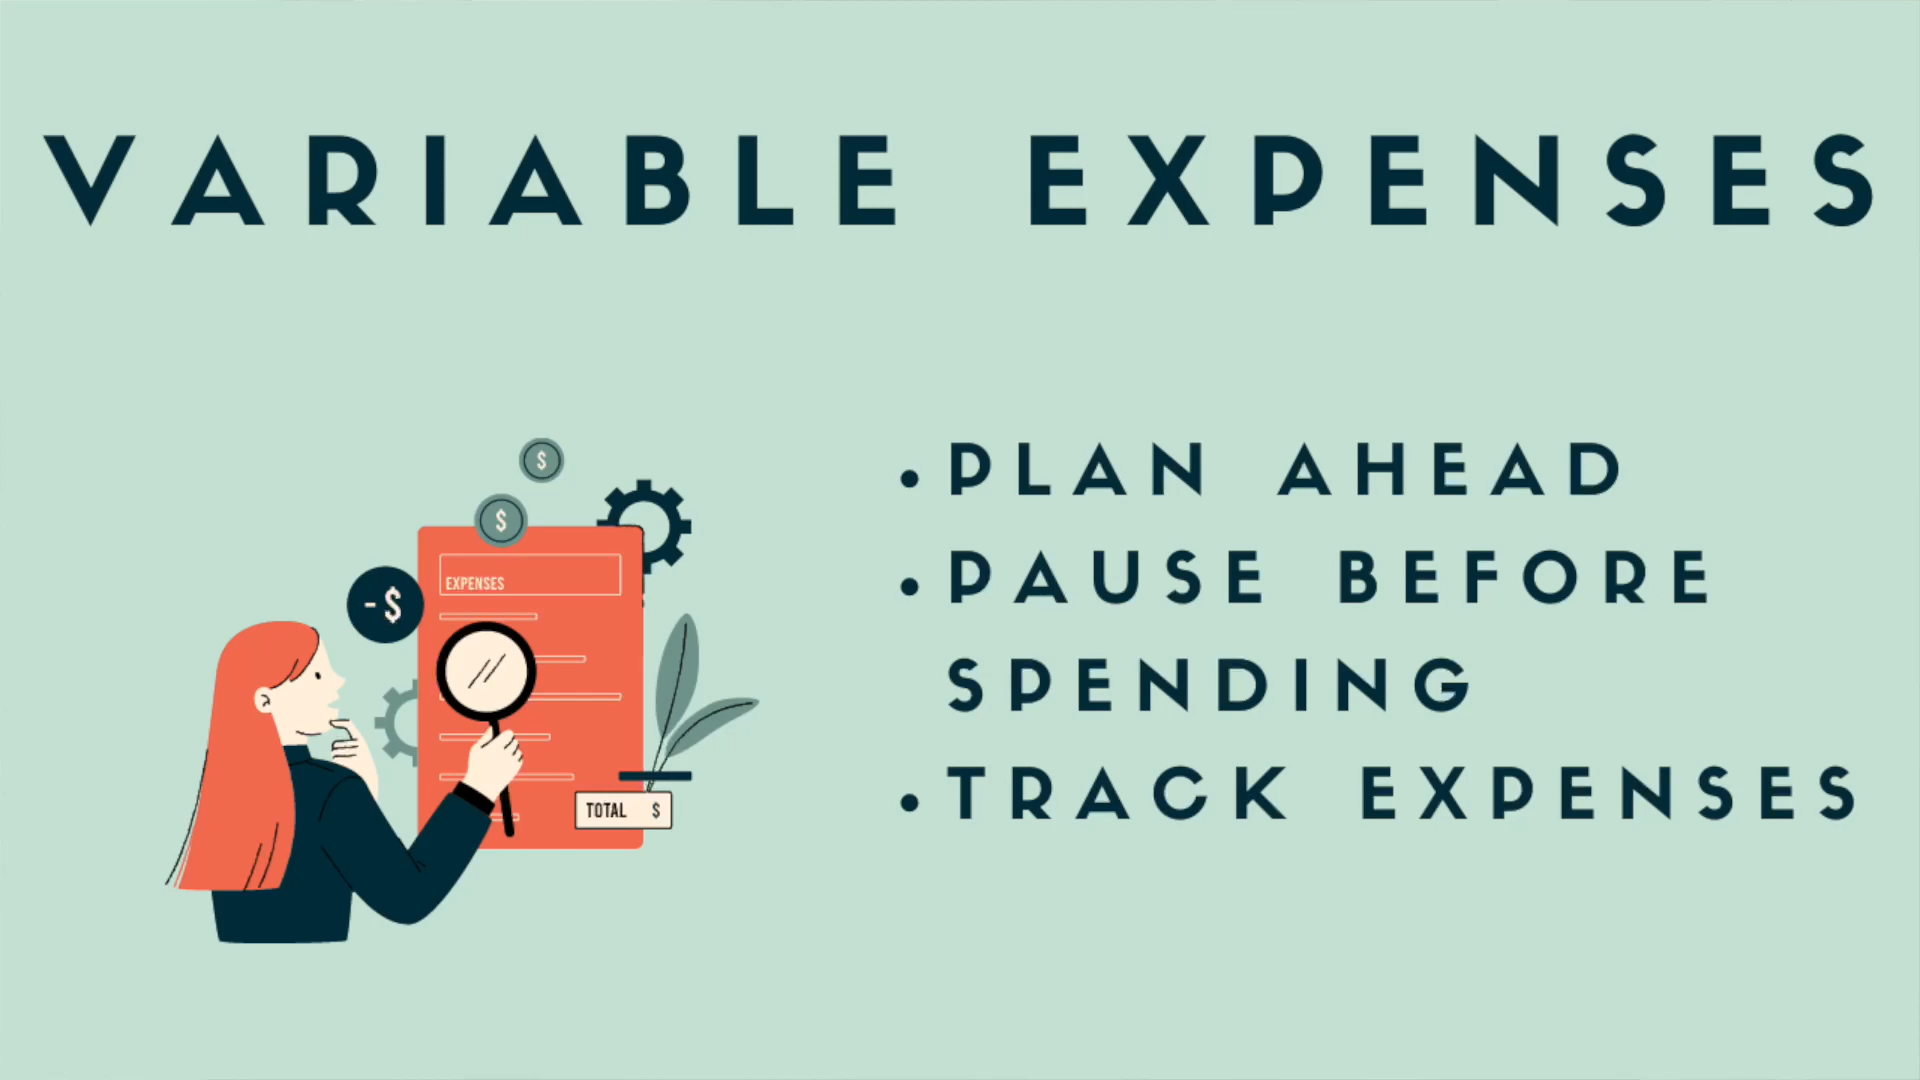 VARIABLE EXPENSES
$
$
-$
EXPENSES
TOTAL $
• PLAN AHEAD
• PAUSE BEFORE
SPENDING
• TRACK EXPENSES